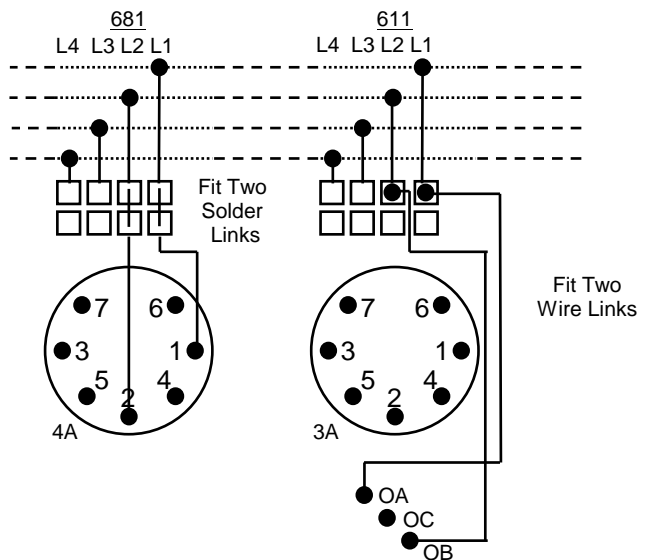 681
L4 L3 L2 L1
611
L4 L3 L2 L1
Fit Two
Solder
Links
Fit Two
Wire Links
7 6
3 1
5 2 4
4A
7 6
3 1
5 2 4
3A
OA
OC
OB